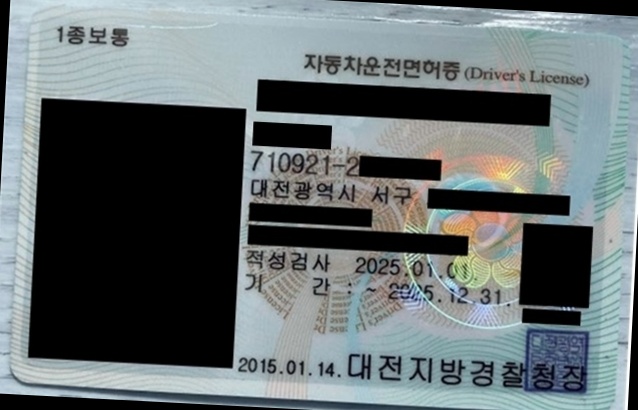 1종보통
자동차운전면허증 (Driver's License)
710921-2
대전광역시 서구
적성검사 2025.01.01.
기 간 : ~ 2025.12.31.
2015.01.14. 대전지방경찰청장